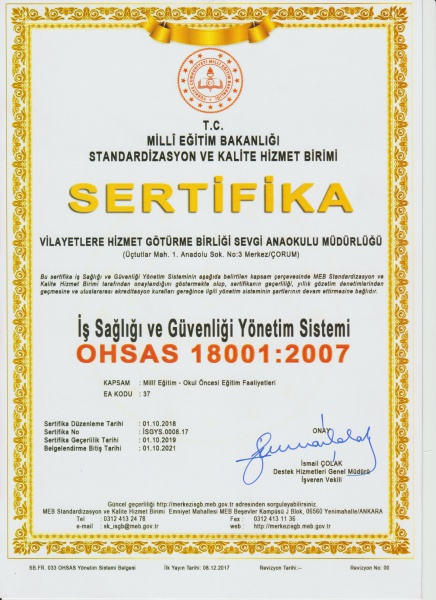 T.C.
MİLLÎ EĞİTİM BAKANLIĞI
STANDARDİZASYON VE KALİTE HİZMET BİRİMİ
SERTİFİKA
VİLAYETLERE HİZMET GÖTÜRME BİRLİĞİ SEVGİ ANAOKULU MÜDÜRLÜĞÜ
(Üçtutlar Mah. 1. Anadolu Sok. No:3 Merkez/ÇORUM)
Bu sertifika İş Sağlığı ve Güvenliği Yönetim Sisteminin aşağıda belirtilen kapsam çerçevesinde MEB Standardizasyon ve
Kalite Hizmet Birimi tarafından onaylandığını göstermekte olup, sertifikanın geçerliliği, yıllık gözetim denetimlerinden
geçmesine ve uluslararası akreditasyon kuralları gereğince ilgili yönetim sisteminin şartlarının devam ettirmesine bağlıdır.
İş Sağlığı ve Güvenliği Yönetim Sistemi
OHSAS 18001:2007
KAPSAM : Millî Eğitim - Okul Öncesi Eğitim Faaliyetleri
EA KODU : 37
Sertifika Düzenleme Tarihi : 01.10.2018
Sertifika No : İSGYS.0008.17
Sertifika Geçerlilik Tarihi : 01.10.2019
Belgelendirme Bitiş Tarihi : 01.10.2021
ONAY
İsmail ÇOLAK
Destek Hizmetleri Genel Müdürü
İşveren Vekili
Güncel geçerliliği http://merkezisgb.meb.gov.tr adresinden sorgulayabilirsiniz.
MEB Standardizasyon ve Kalite Hizmet Birimi Emniyet Mahallesi MEB Beşevler Kampüsü J Blok, 06560 Yenimahalle/ANKARA
Tel : 0312 413 24 78 Fax : 0312 413 11 36
e-mail : sk_isgb@meb.gov.tr web : http://merkezisgb.meb.gov.tr
SB.FR. 033 OHSAS Yönetim Sistemi Belgesi İlk Yayın Tarihi: 08.12.2017 Revizyon Tarihi:-- Revizyon No: 00